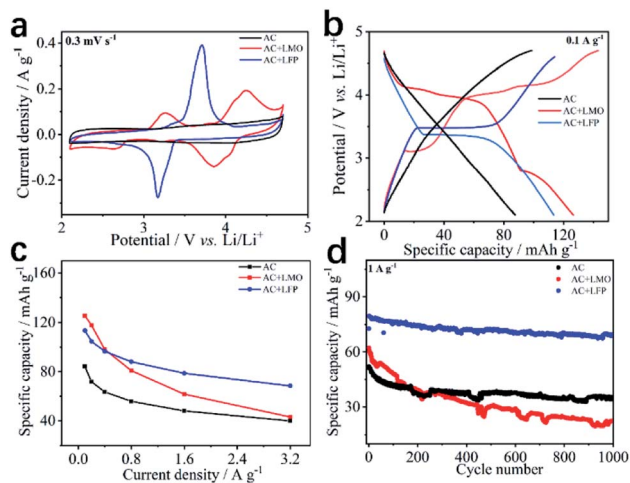 a
0.3 mV s⁻¹
AC
AC+LMO
AC+LFP
0.4
0.2
0.0
-0.2
2
3
4
5
Current density / A g⁻¹
Potential / V vs. Li/Li⁺
b
0.1 A g⁻¹
AC
AC+LMO
AC+LFP
5
4
3
2
0
40
80
120
Potential / V vs. Li/Li⁺
Specific capacity / mAh g⁻¹
c
AC
AC+LMO
AC+LFP
160
120
80
40
0.0
0.8
1.6
2.4
3.2
Specific capacity / mAh g⁻¹
Current density / A g⁻¹
d
1 A g⁻¹
AC
AC+LMO
AC+LFP
90
60
30
0
200
400
600
800
1000
Specific capacity / mAh g⁻¹
Cycle number